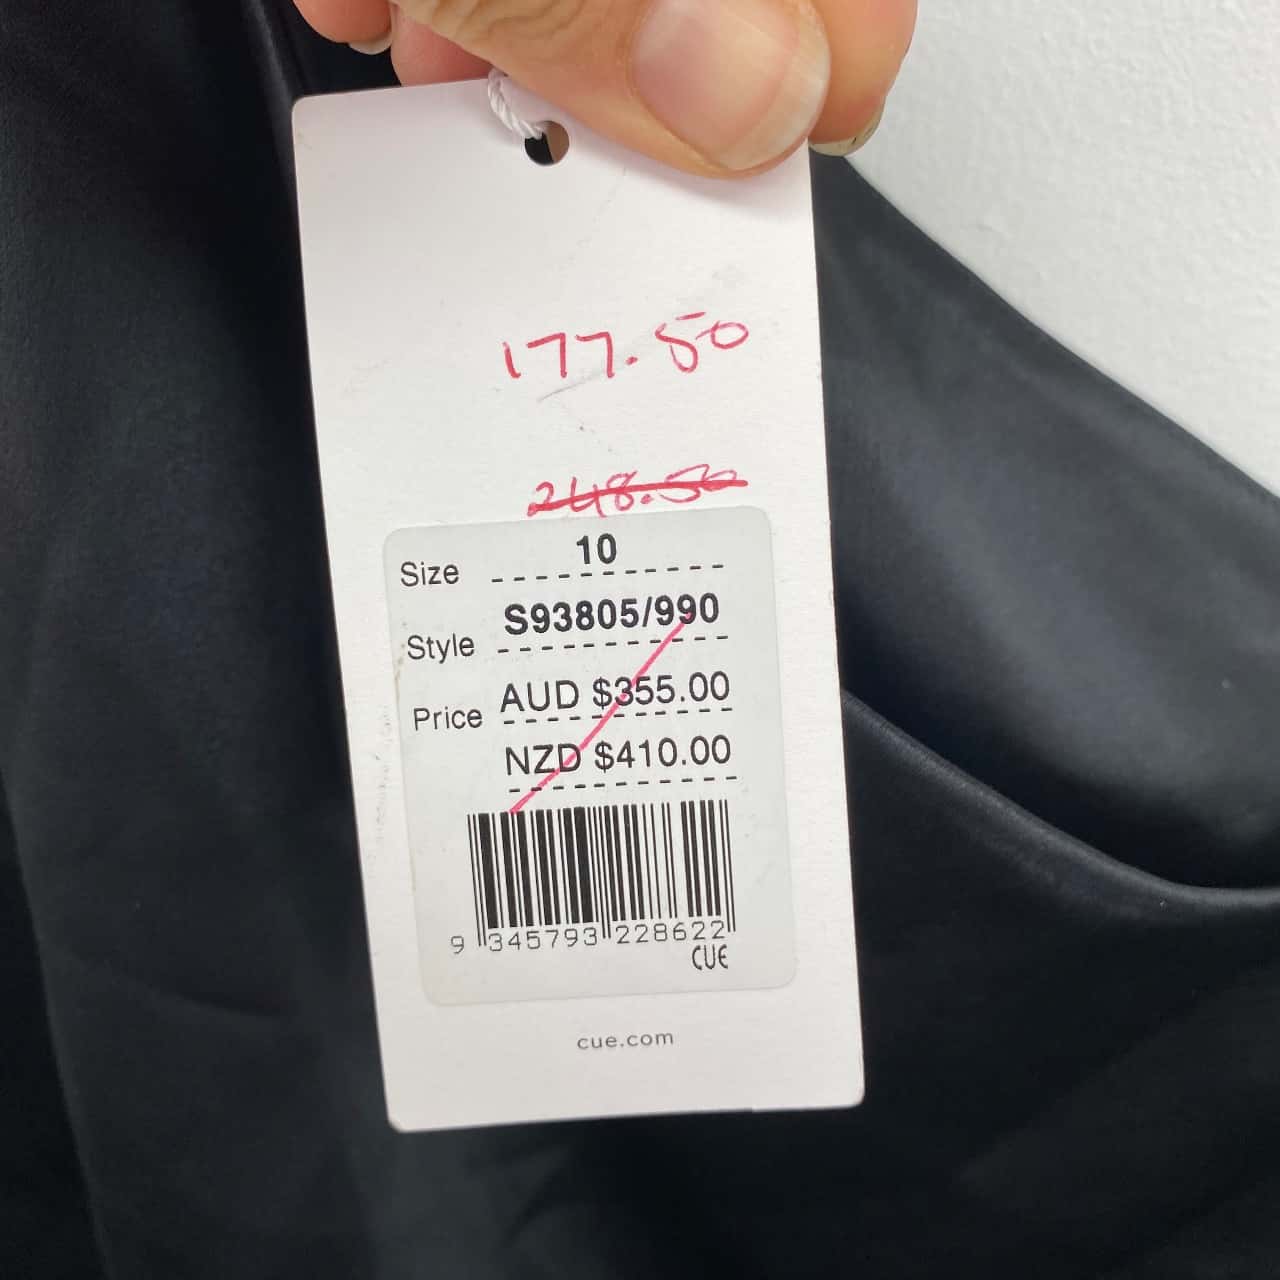 177.50
248.50
Size 10
Style S93805/990
Price AUD $355.00
NZD $410.00
9 345793 228622
CUE
cue.com